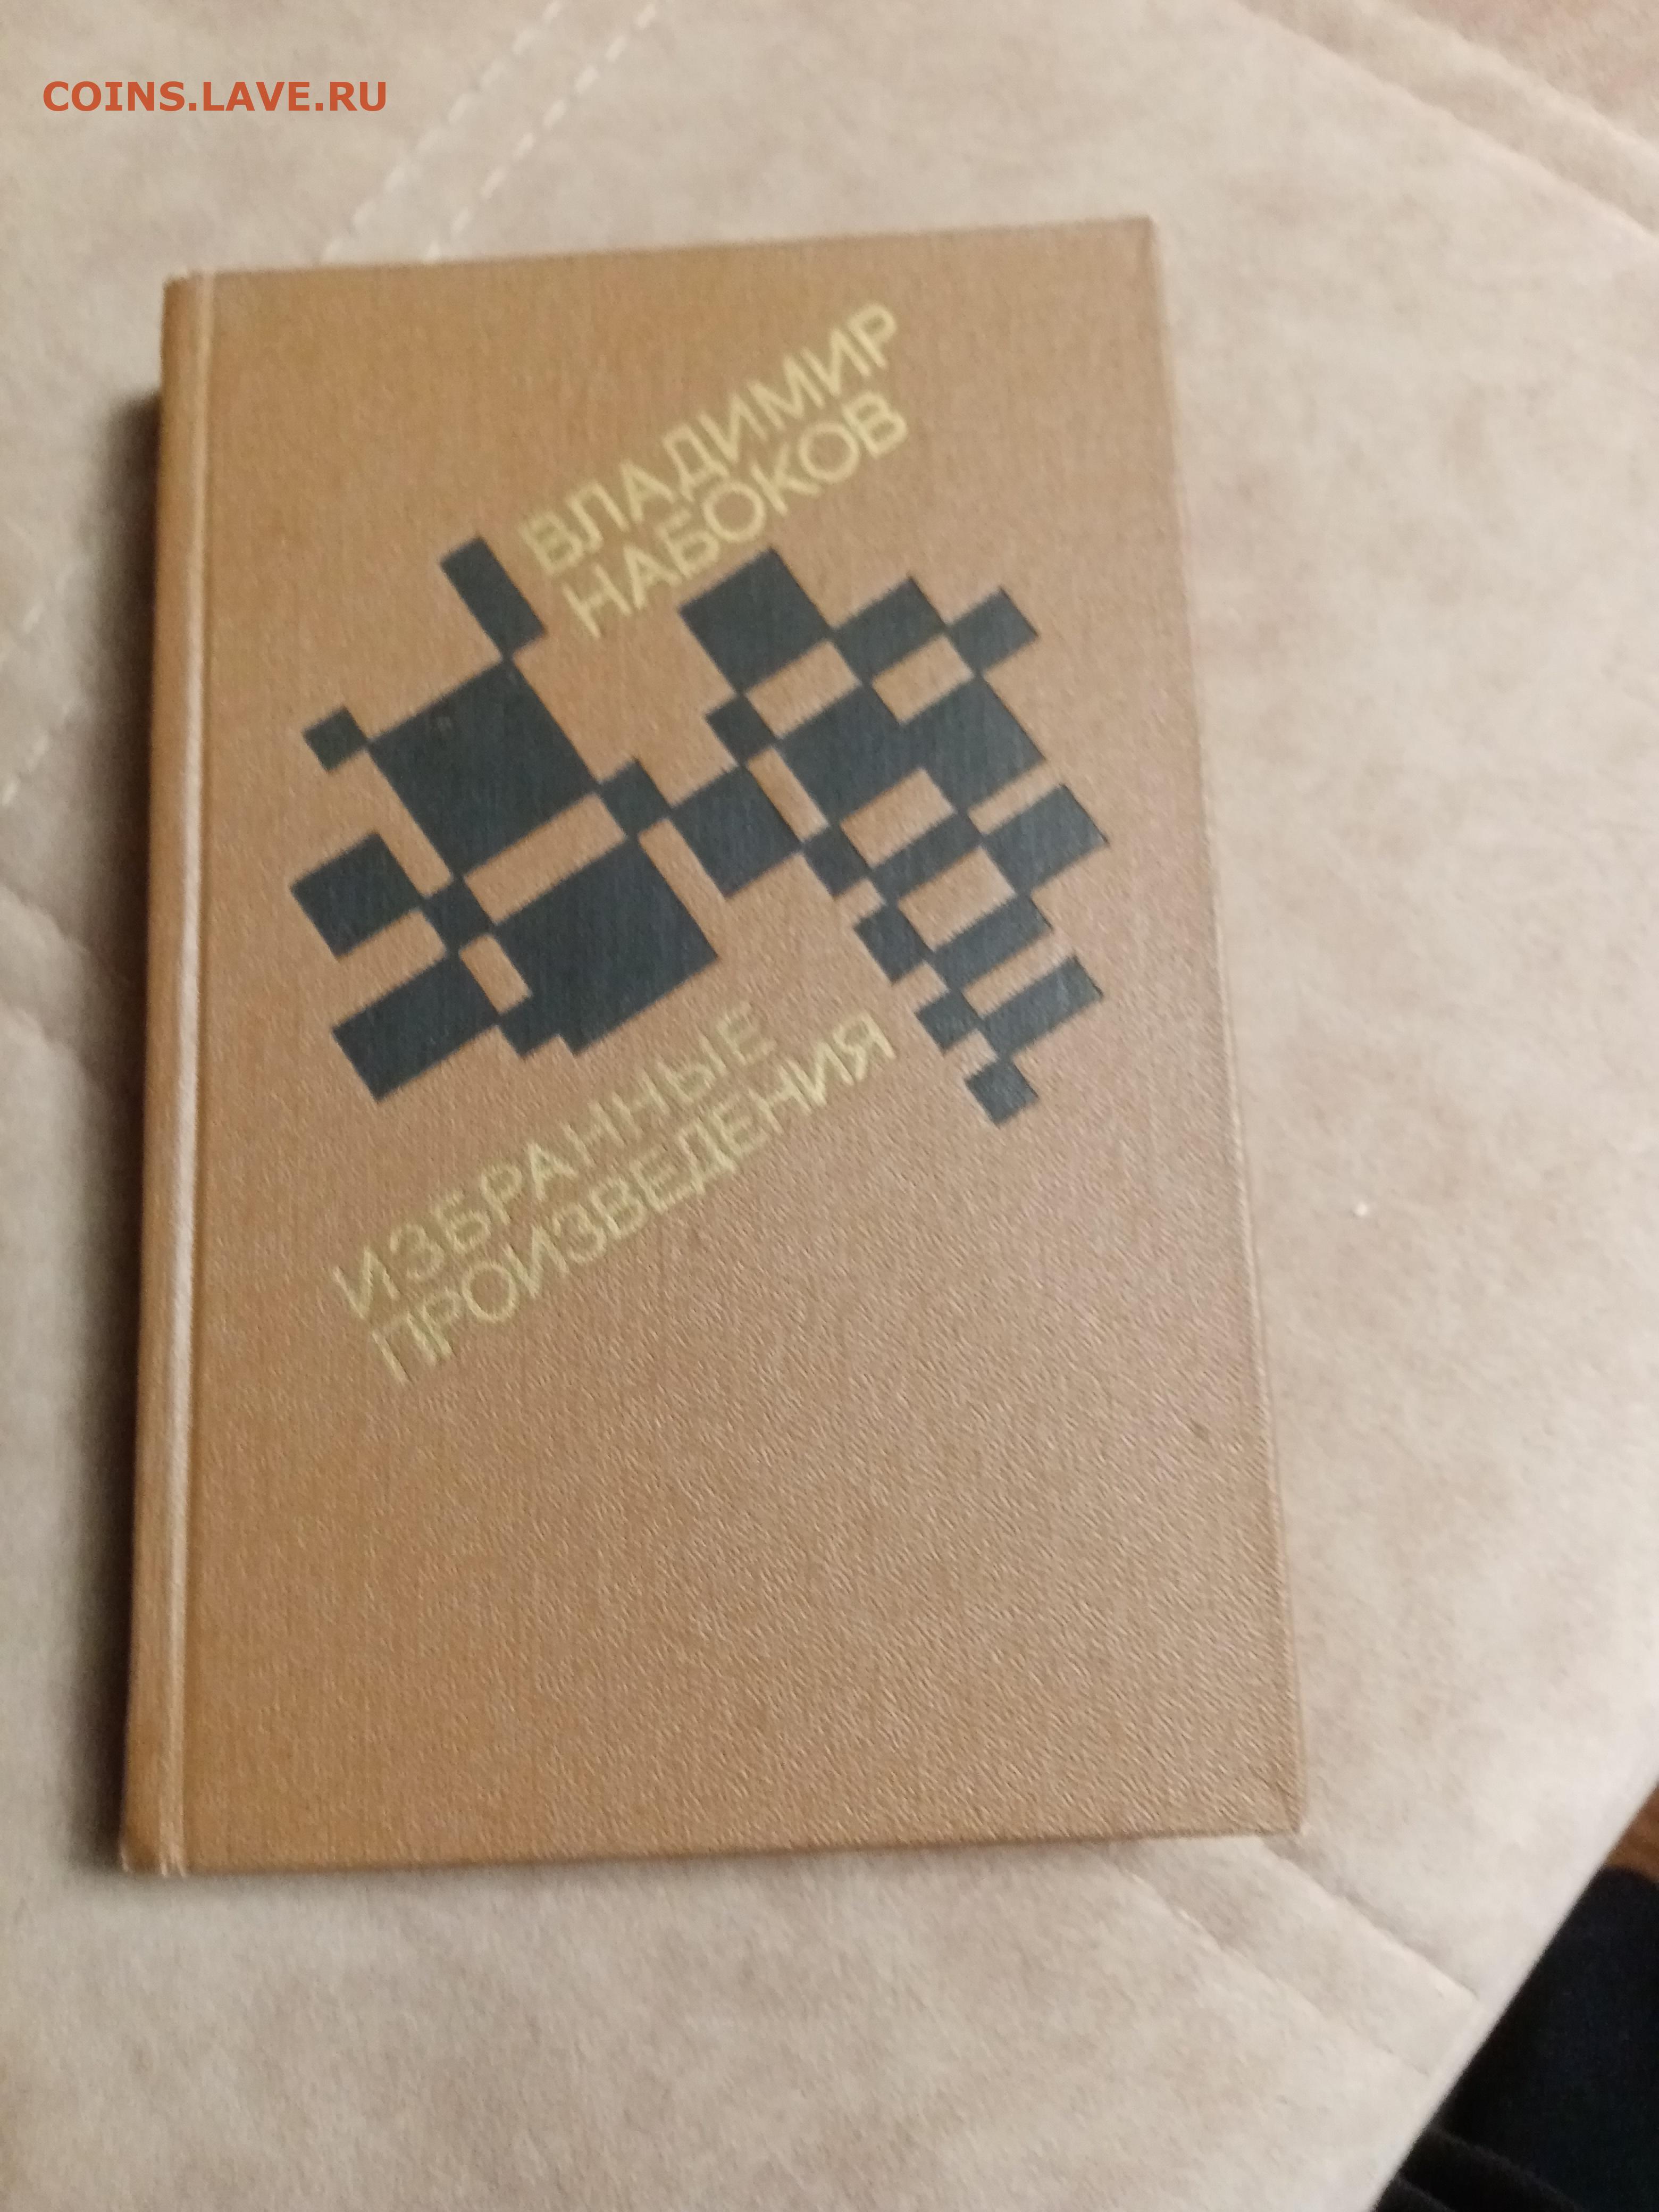 COINS.LAVE.RU
ВЛАДИМИР
НАБОКОВ
ИЗБРАННЫЕ
ПРОИЗВЕДЕНИЯ